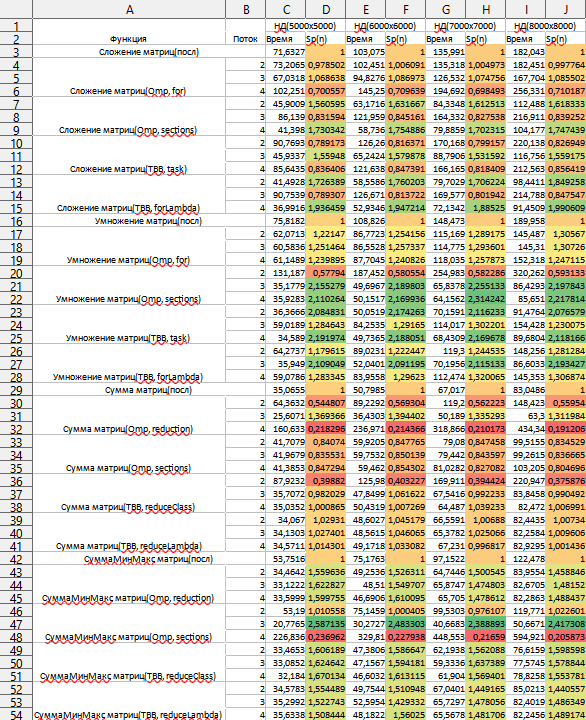 A B C D E F G H I J
1 НД(5000x5000) НД(6000x6000) НД(7000x7000) НД(8000x8000)
2 Функция Поток Время Sp(n) Время Sp(n) Время Sp(n) Время Sp(n)
3 Сложение матриц(посл) 71,6327 1 103,075 1 135,991 1 182,043 1
4 2 73,2065 0,978502 102,451 1,006091 135,318 1,004973 182,451 0,997764
5 3 67,0318 1,068638 94,8276 1,086973 126,532 1,074756 167,704 1,085502
6 Сложение матриц(Omp, for) 4 102,251 0,700557 145,25 0,709639 194,692 0,698493 256,331 0,710187
7 2 45,9009 1,560595 63,1716 1,631667 84,3348 1,612513 112,488 1,618333
8 3 86,139 0,831594 121,959 0,845161 164,332 0,827538 216,911 0,839252
9 Сложение матриц(Omp, sections) 4 41,398 1,730342 58,736 1,754886 79,8859 1,702315 104,177 1,747439
10 2 90,7693 0,789173 126,26 0,816371 170,168 0,799157 220,138 0,826949
11 3 45,9337 1,55948 65,2424 1,579878 88,7906 1,531592 116,756 1,559175
12 Сложение матриц(TBB, task) 4 85,6435 0,836406 121,638 0,847391 166,165 0,818409 212,563 0,856419
13 2 41,4928 1,726389 58,5586 1,760203 79,7029 1,706224 98,4411 1,849258
14 3 90,7539 0,789307 126,641 0,813722 169,577 0,801942 214,788 0,847547
15 Сложение матриц(TBB, forLambda) 4 36,9916 1,936459 52,9346 1,947214 72,1342 1,88525 91,4509 1,990609
16 Умножение матриц(посл) 75,8182 1 108,826 1 148,473 1 189,958 1
17 2 62,0713 1,22147 86,7723 1,254156 115,169 1,289175 145,487 1,30567
18 3 60,5836 1,251464 86,5528 1,257337 114,775 1,293601 145,31 1,30726
19 Умножение матриц(Omp, for) 4 61,1489 1,239895 87,7045 1,240826 118,035 1,257873 152,318 1,247115
20 2 131,187 0,57794 187,452 0,580554 254,983 0,582286 320,262 0,593133
21 3 35,1779 2,155279 49,6967 2,189803 65,8378 2,255133 86,4293 2,197843
22 Умножение матриц(Omp, sections) 4 35,9283 2,110264 50,1517 2,169936 64,1562 2,314242 85,651 2,217814
23 2 36,3666 2,084831 50,0519 2,174263 70,1591 2,116233 91,4764 2,076579
24 3 59,0189 1,284643 84,2535 1,29165 114,017 1,302201 154,428 1,230075
25 Умножение матриц(TBB, task) 4 34,589 2,191974 49,7365 2,188051 68,4309 2,169678 89,6804 2,118166
26 2 64,2737 1,179615 89,0231 1,222447 119,3 1,244535 148,256 1,281284
27 3 35,949 2,109049 52,0401 2,091195 70,1956 2,115133 86,6033 2,193427
28 Умножение матриц(TBB, forLambda) 4 59,0786 1,283345 83,9558 1,29623 112,474 1,320065 145,353 1,306874
29 Сумма матриц(посл) 35,0655 1 50,7985 1 67,017 1 83,0486 1
30 2 64,3632 0,544807 89,2292 0,569304 119,2 0,562223 148,423 0,55954
31 3 25,6071 1,369366 36,4303 1,394402 50,189 1,335293 63,3 1,311984
32 Сумма матриц(Omp, reduction) 4 160,633 0,218296 236,971 0,214366 318,866 0,210173 434,34 0,191206
33 2 41,7079 0,84074 59,9205 0,847765 79,08 0,847458 99,5155 0,834529
34 3 41,9679 0,835531 59,7532 0,850139 79,442 0,843597 99,2615 0,836665
35 Сумма матриц(Omp, sections) 4 41,3853 0,847294 59,462 0,854302 81,0282 0,827082 103,205 0,804696
36 2 87,9232 0,39882 125,98 0,403227 169,911 0,394424 220,947 0,375876
37 3 35,7072 0,982029 47,8499 1,061622 67,5416 0,992233 83,8458 0,990492
38 Сумма матриц(TBB, reduceClass) 4 35,0352 1,000865 50,4319 1,007269 64,487 1,039233 82,472 1,006991
39 2 34,067 1,02931 48,6027 1,045179 66,5591 1,00688 82,4435 1,00734
40 3 34,1303 1,027401 48,5615 1,046065 65,3782 1,025066 82,2584 1,009606
41 Сумма матриц(TBB, reduceLambda) 4 34,5711 1,014301 49,1718 1,033082 67,231 0,996817 82,9295 1,001436
42 СуммаМинМакс матриц(посл) 53,7516 1 75,1763 1 97,1522 1 122,478 1
43 2 34,4642 1,559636 49,2536 1,526311 64,7446 1,500545 83,9554 1,458846
44 3 33,1222 1,622827 48,51 1,549707 65,8747 1,474803 82,6705 1,48152
45 СуммаМинМакс матриц(Omp, reduction) 4 33,5999 1,599755 46,6906 1,610095 65,705 1,478612 82,2863 1,488437
46 2 53,19 1,010558 75,1459 1,000405 99,5303 0,976107 119,771 1,022601
47 3 20,7765 2,587135 30,2727 2,483303 40,6683 2,388893 50,6671 2,417308
48 СуммаМинМакс матриц(Omp, sections) 4 226,836 0,236962 329,81 0,227938 448,553 0,21659 594,921 0,205873
49 2 33,4653 1,606189 47,3806 1,586647 62,1938 1,562088 76,6159 1,598598
50 3 33,0852 1,624642 47,1567 1,594181 59,3336 1,637389 77,5745 1,578844
51 СуммаМинМакс матриц(TBB, reduceClass) 4 32,184 1,670134 46,6032 1,613115 61,904 1,569401 78,8258 1,553781
52 2 34,5783 1,554489 49,7544 1,510948 67,0401 1,449165 85,0213 1,440557
53 3 35,2992 1,522743 52,5954 1,429332 65,7297 1,478056 84,5365 1,448818
54 СуммаМинМакс матриц(TBB, reduceLambda) 4 35,6338 1,508444 48,1822 1,56025 65,5678 1,481706 82,2456 1,489174